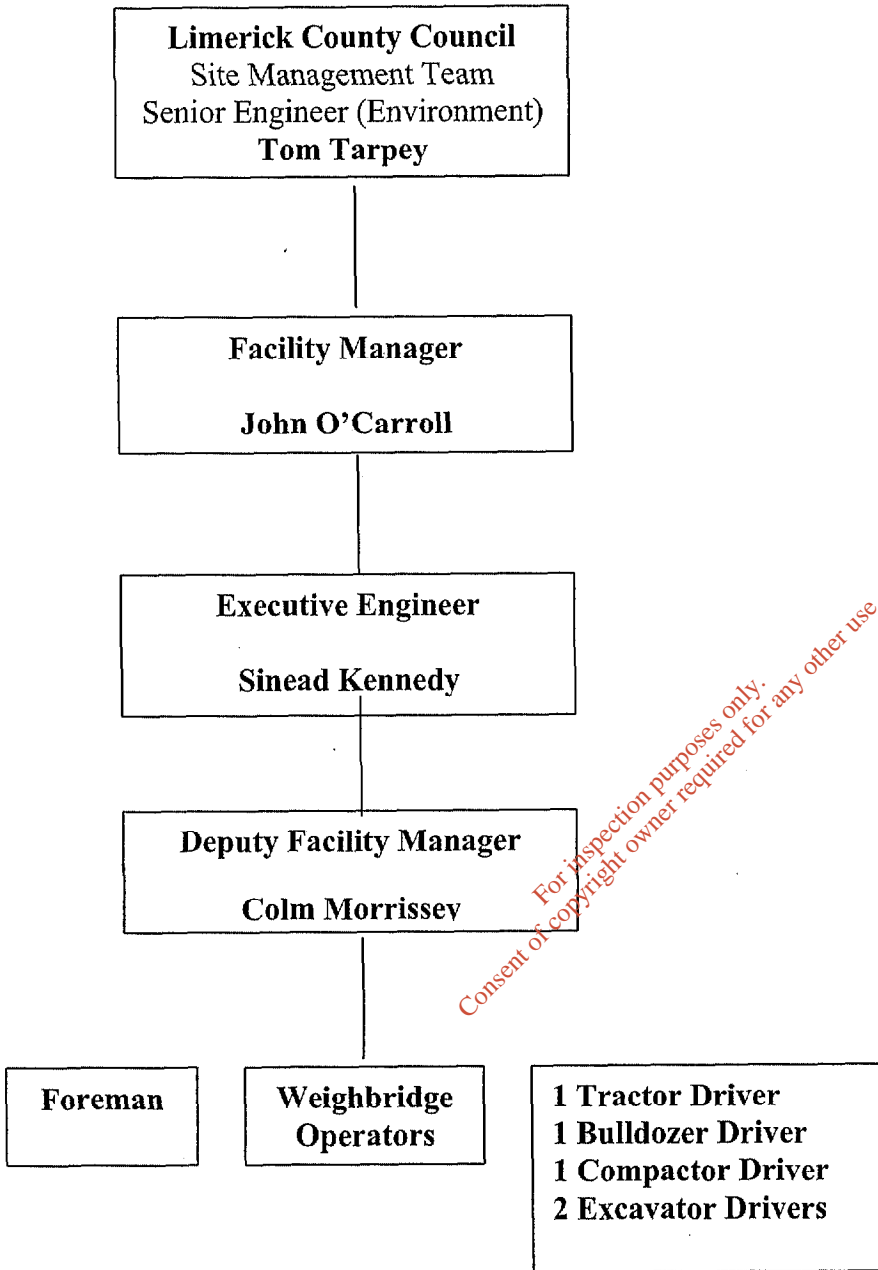 Limerick County Council
Site Management Team
Senior Engineer (Environment)
Tom Tarpey
Facility Manager
John O'Carroll
Executive Engineer
Sinead Kennedy
Deputy Facility Manager
Colm Morrissey
For inspection purposes only.
Consent of copyright owner required for any other use
Foreman
Weighbridge
Operators
1 Tractor Driver
1 Bulldozer Driver
1 Compactor Driver
2 Excavator Drivers